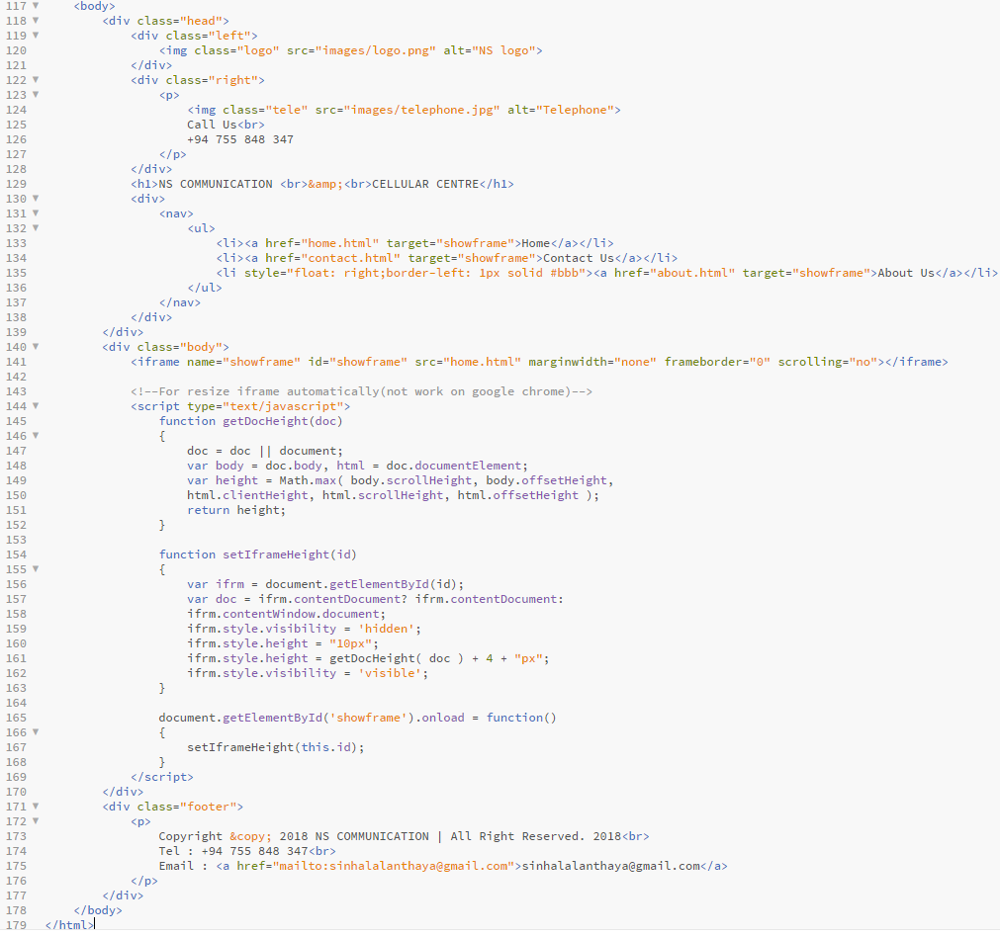 117 ▼ <body>
118 ▼ <div class="head">
119 ▼ <div class="left">
120 <img class="logo" src="images/logo.png" alt="NS logo">
121 </div>
122 ▼ <div class="right">
123 ▼ <p>
124 <img class="tele" src="images/telephone.jpg" alt="Telephone">
125 Call Us<br>
126 +94 755 848 347
127 </p>
128 </div>
129 <h1>NS COMMUNICATION <br>&amp;<br>CELLULAR CENTRE</h1>
130 ▼ <div>
131 ▼ <nav>
132 ▼ <ul>
133 <li><a href="home.html" target="showframe">Home</a></li>
134 <li><a href="contact.html" target="showframe">Contact Us</a></li>
135 <li style="float: right;border-left: 1px solid #bbb"><a href="about.html" target="showframe">About Us</a></li>
136 </ul>
137 </nav>
138 </div>
139 </div>
140 ▼ <div class="body">
141 <iframe name="showframe" id="showframe" src="home.html" marginwidth="none" frameborder="0" scrolling="no"></iframe>
142
143 <!--For resize iframe automatically(not work on google chrome)-->
144 ▼ <script type="text/javascript">
145 function getDocHeight(doc)
146 ▼ {
147 doc = doc || document;
148 var body = doc.body, html = doc.documentElement;
149 var height = Math.max( body.scrollHeight, body.offsetHeight,
150 html.clientHeight, html.scrollHeight, html.offsetHeight );
151 return height;
152 }
153
154 function setIframeHeight(id)
155 ▼ {
156 var ifrm = document.getElementById(id);
157 var doc = ifrm.contentDocument? ifrm.contentDocument:
158 ifrm.contentWindow.document;
159 ifrm.style.visibility = 'hidden';
160 ifrm.style.height = "10px";
161 ifrm.style.height = getDocHeight( doc ) + 4 + "px";
162 ifrm.style.visibility = 'visible';
163 }
164
165 document.getElementById('showframe').onload = function()
166 ▼ {
167 setIframeHeight(this.id);
168 }
169 </script>
170 </div>
171 ▼ <div class="footer">
172 ▼ <p>
173 Copyright &copy; 2018 NS COMMUNICATION | All Right Reserved. 2018<br>
174 Tel : +94 755 848 347<br>
175 Email : <a href="mailto:sinhalalanthaya@gmail.com">sinhalalanthaya@gmail.com</a>
176 </p>
177 </div>
178 </body>
179 </html>